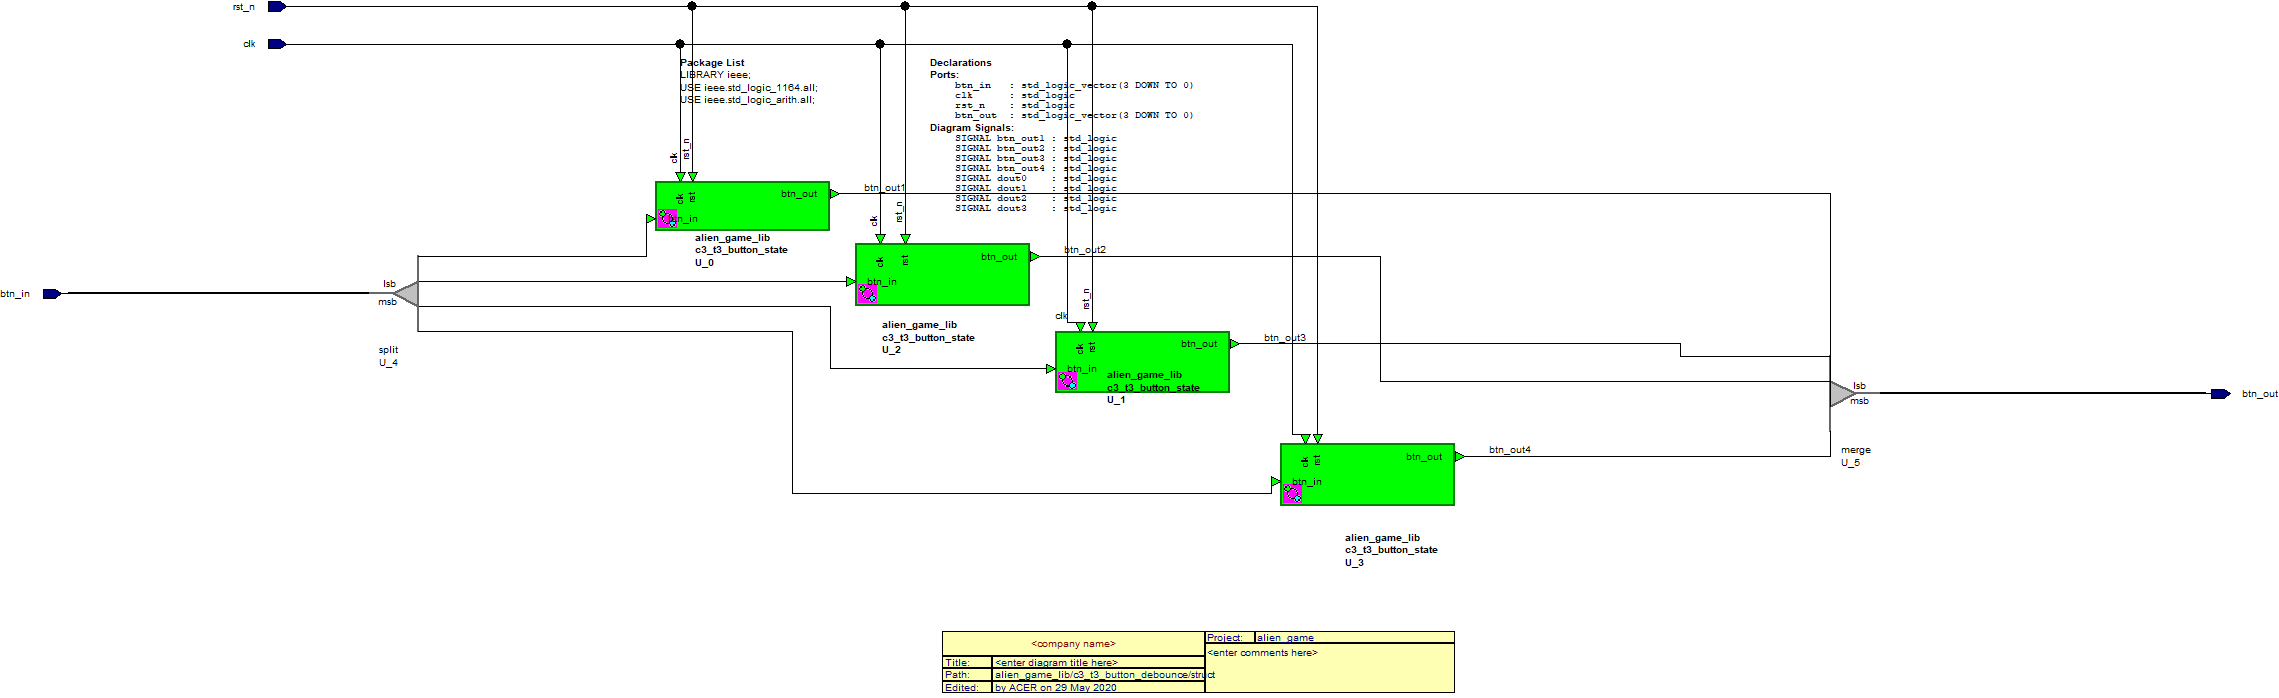 rst_n
clk
Package List
LIBRARY ieee;
USE ieee.std_logic_1164.all;
USE ieee.std_logic_arith.all;
Declarations
Ports:
btn_in : std_logic_vector(3 DOWN TO 0)
clk : std_logic
rst_n : std_logic
btn_out : std_logic_vector(3 DOWN TO 0)
Diagram Signals:
SIGNAL btn_out1 : std_logic
SIGNAL btn_out2 : std_logic
SIGNAL btn_out3 : std_logic
SIGNAL btn_out4 : std_logic
SIGNAL dout0 : std_logic
SIGNAL dout1 : std_logic
SIGNAL dout2 : std_logic
SIGNAL dout3 : std_logic
clk
rst_n
clk
rst
btn_out
btn_in
btn_out1
alien_game_lib
c3_t3_button_state
U_0
clk
rst_n
clk
rst
btn_out
btn_in
btn_out2
alien_game_lib
c3_t3_button_state
U_2
btn_in
lsb
msb
split
U_4
clk
rst_n
clk
rst
btn_out
btn_in
btn_out3
alien_game_lib
c3_t3_button_state
U_1
clk
rst
btn_out
btn_in
btn_out4
alien_game_lib
c3_t3_button_state
U_3
lsb
msb
merge
U_5
btn_out
<company name>
Project: alien_game
<enter comments here>
Title: <enter diagram title here>
Path: alien_game_lib/c3_t3_button_debounce/struct
Edited: by ACER on 29 May 2020